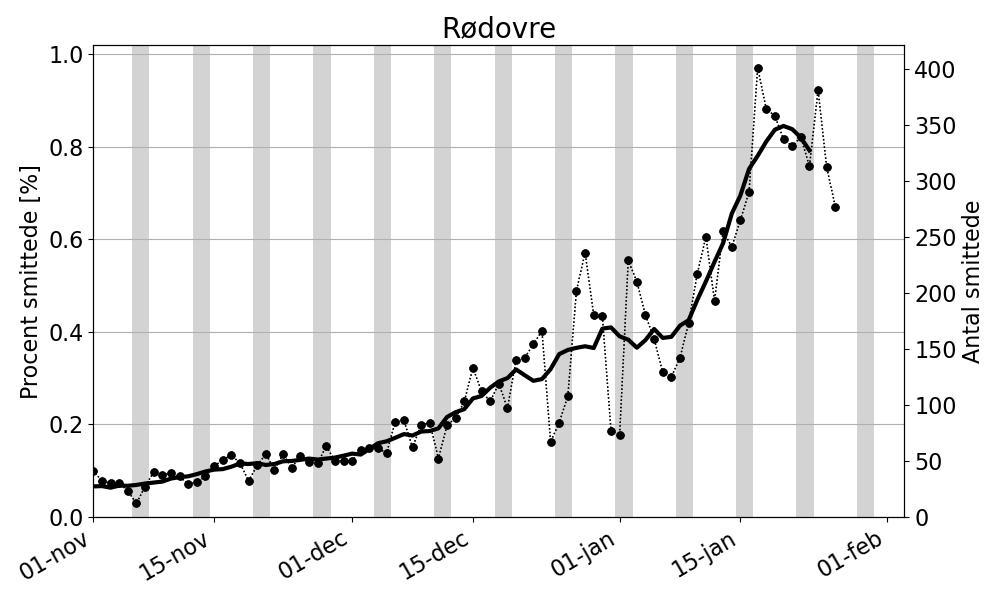 Rødovre
Procent smittede [%]
1.0
0.8
0.6
0.4
0.2
0.0
400
350
300
250
200
150
100
50
0
Antal smittede
01-nov
15-nov
01-dec
15-dec
01-jan
15-jan
01-feb